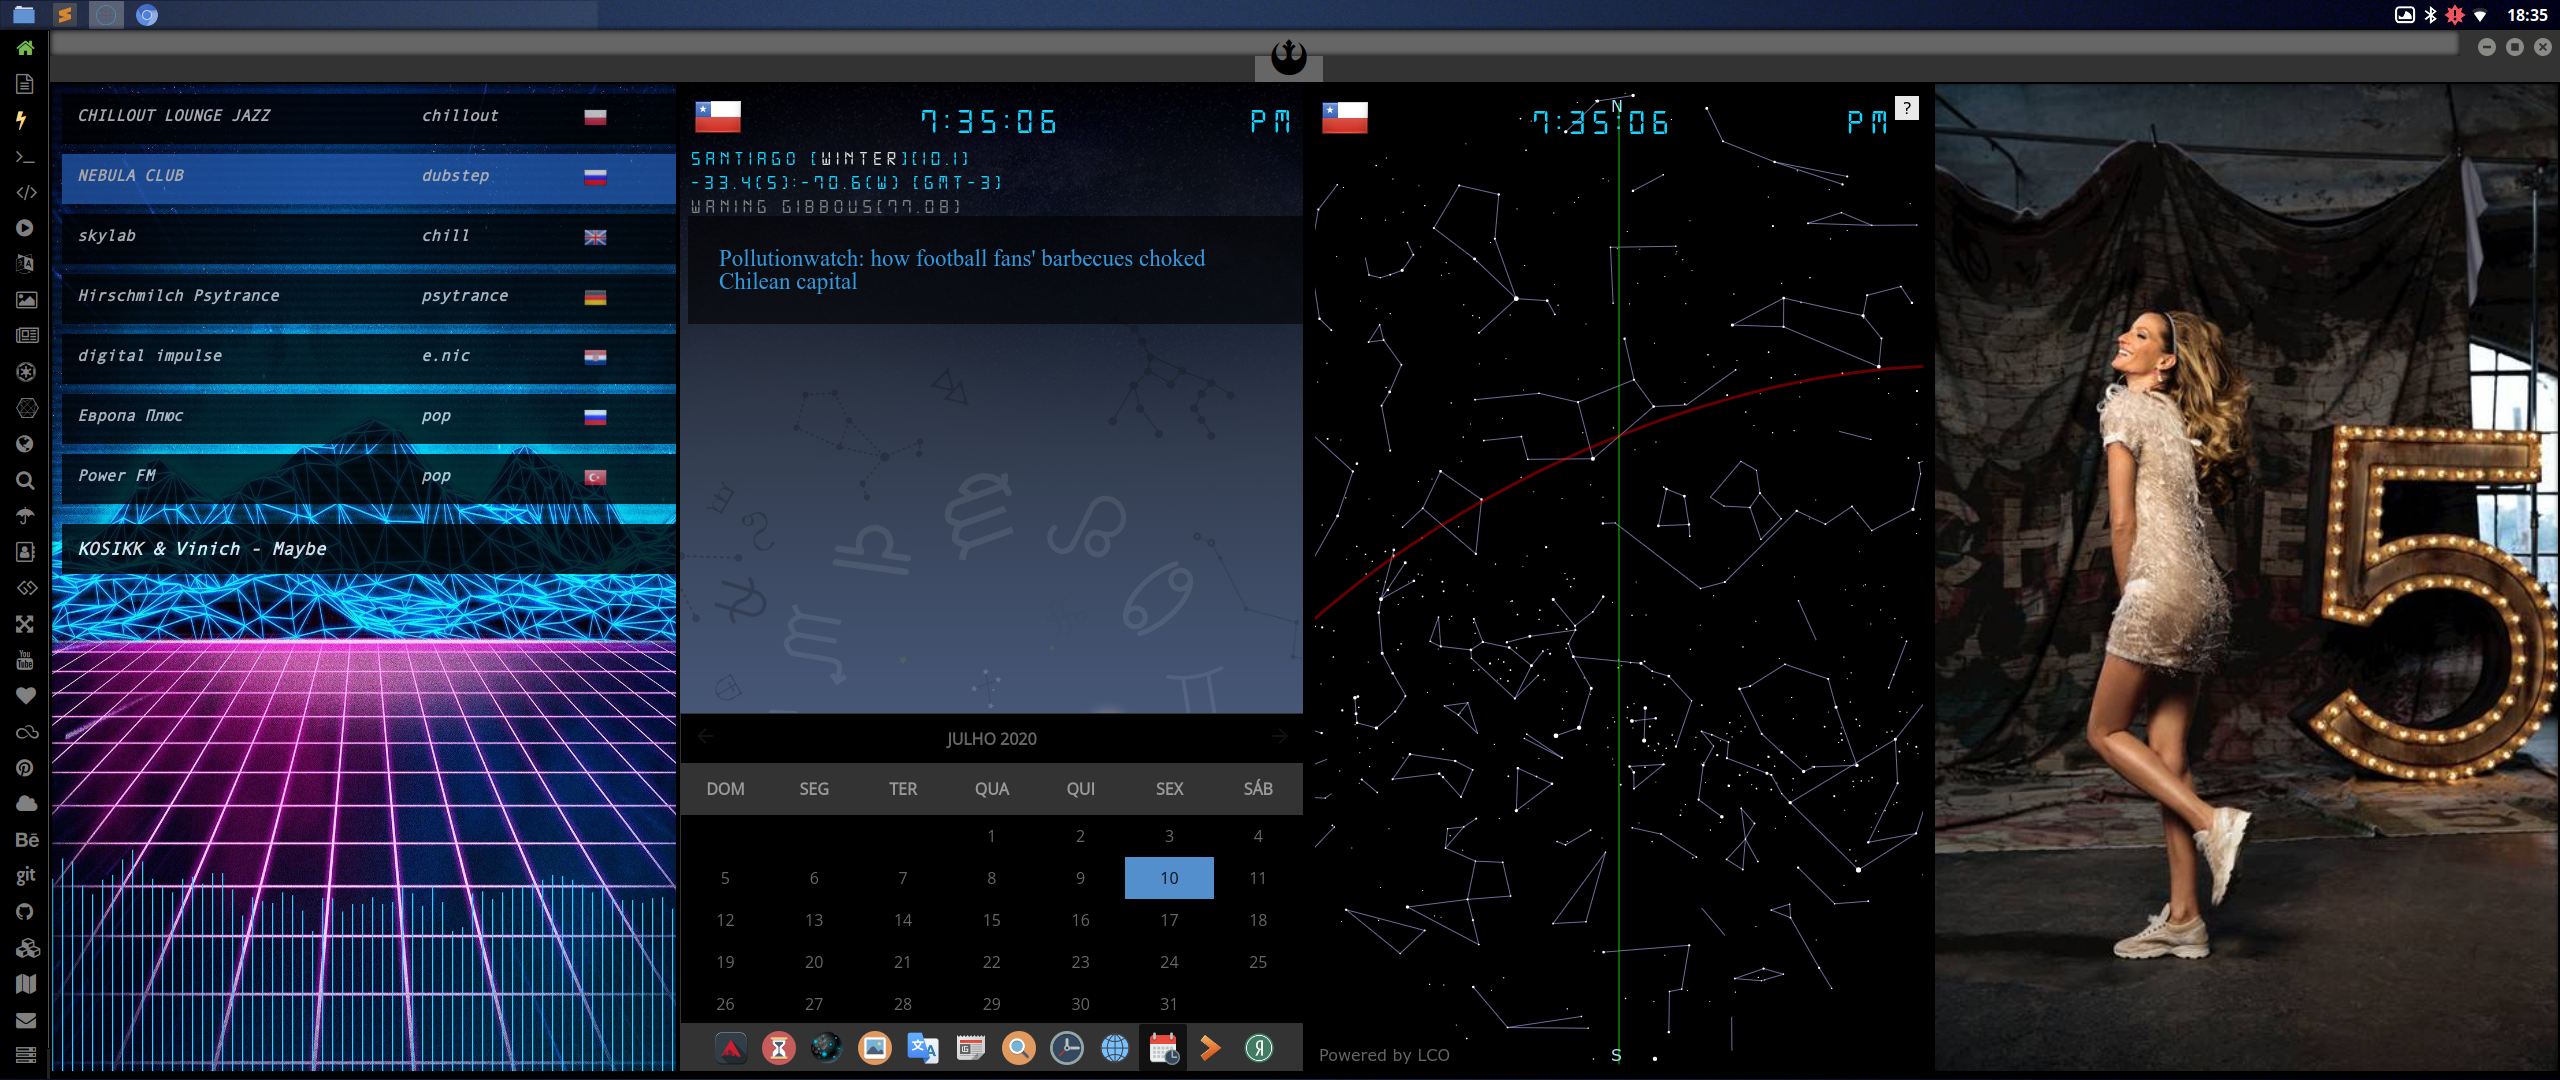 18:35
CHILLOUT LOUNGE JAZZ chillout
NEBULA CLUB dubstep
skylab chill
Hirschmilch Psytrance psytrance
digital impulse e.nic
Европа Плюс pop
Power FM pop
KOSIKK & Vinich - Maybe
You
Tube
Bē
git
7:35:06 PM
SANTIAGO [WINTER][10.1]
-33.4(S):-70.6(W) [GMT-3]
WANING GIBBOUS[77.08]
Pollutionwatch: how football fans' barbecues choked
Chilean capital
JULHO 2020
DOM SEG TER QUA QUI SEX SÁB
1 2 3 4
5 6 7 8 9 10 11
12 13 14 15 16 17 18
19 20 21 22 23 24 25
26 27 28 29 30 31
7:35:06 PM
?
N
S
Powered by LCO
5